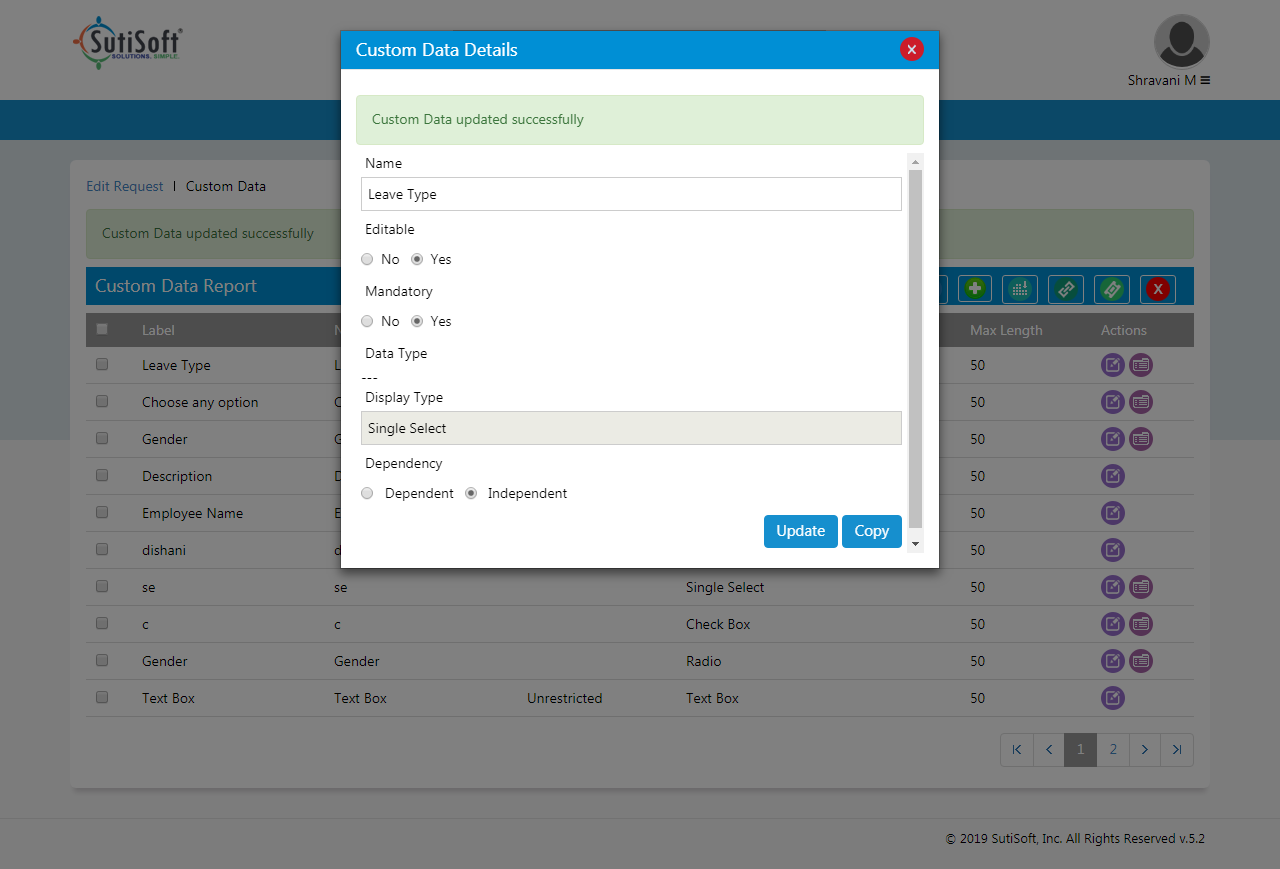 SutiSoft
SOLUTIONS. SIMPLE.
Shravani M
Custom Data Details
X
Custom Data updated successfully
Name
Leave Type
Editable
No Yes
Mandatory
No Yes
Data Type
---
Display Type
Single Select
Dependency
Dependent Independent
Update Copy
Edit Request | Custom Data
Custom Data updated successfully
Custom Data Report X
Label Max Length Actions
Leave Type 50
Choose any option 50
Gender 50
Description 50
Employee Name 50
dishani 50
se se Single Select 50
c c Check Box 50
Gender Gender Radio 50
Text Box Text Box Unrestricted Text Box 50
1 2
© 2019 SutiSoft, Inc. All Rights Reserved v.5.2